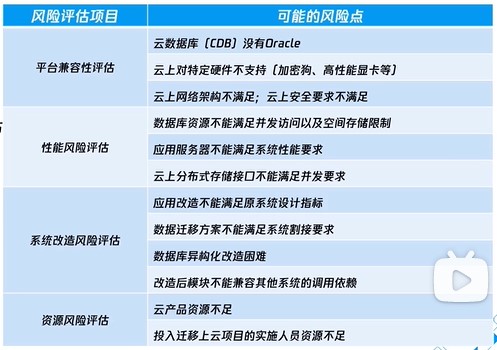 风险评估项目 可能的风险点
平台兼容性评估
云数据库（CDB）没有Oracle
云上对特定硬件不支持（加密狗、高性能显卡等）
云上网络架构不满足；云上安全要求不满足
性能风险评估
数据库资源不能满足并发访问以及空间存储限制
应用服务器不能满足系统性能要求
云上分布式存储接口不能满足并发要求
系统改造风险评估
应用改造不能满足原系统设计指标
数据迁移方案不能满足系统割接要求
数据库异构化改造困难
改造后模块不能兼容其他系统的调用依赖
资源风险评估
云产品资源不足
投入迁移上云项目的实施人员资源不足